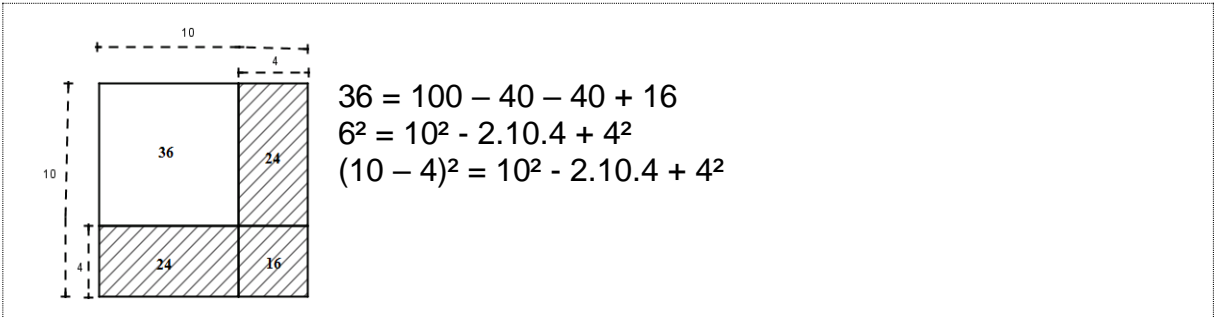 10
4
36 = 100 – 40 – 40 + 16
6² = 10² - 2.10.4 + 4²
(10 – 4)² = 10² - 2.10.4 + 4²
36
24
10
4
24
16